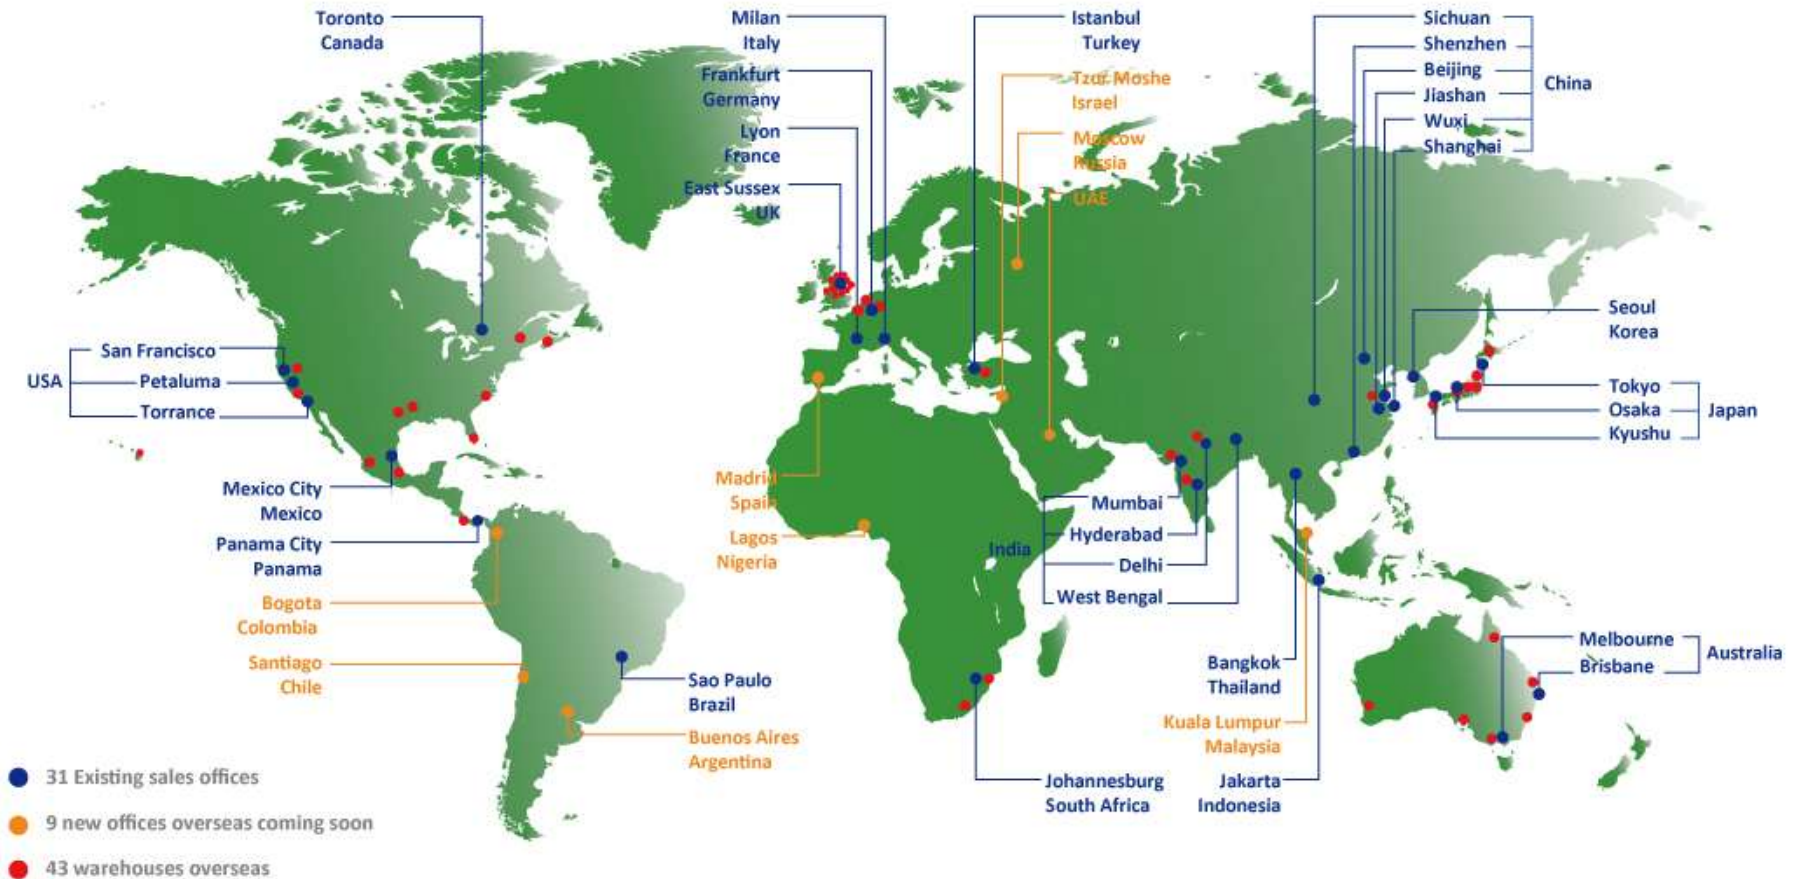 Toronto
Canada
Milan
Italy
Frankfurt
Germany
Lyon
France
East Sussex
UK
Istanbul
Turkey
Tzur Moshe
Israel
Moscow
Russia
UAE
Sichuan
Shenzhen
Beijing
Jiashan
Wuxi
Shanghai
China
Seoul
Korea
Tokyo
Osaka
Kyushu
Japan
USA
San Francisco
Petaluma
Torrance
Mexico City
Mexico
Panama City
Panama
Bogota
Colombia
Santiago
Chile
Sao Paulo
Brazil
Buenos Aires
Argentina
Madrid
Spain
Lagos
Nigeria
India
Mumbai
Hyderabad
Delhi
West Bengal
Bangkok
Thailand
Kuala Lumpur
Malaysia
Johannesburg
South Africa
Jakarta
Indonesia
Melbourne
Brisbane
Australia
31 Existing sales offices
9 new offices overseas coming soon
43 warehouses overseas